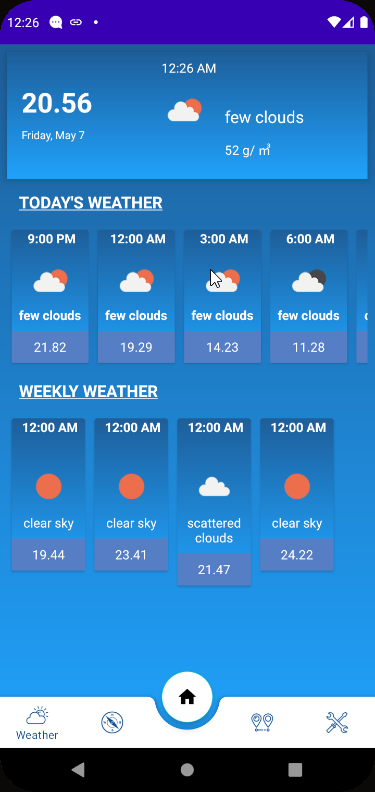 12:26
12:26 AM
20.56
few clouds
Friday, May 7
52 g/ m³
TODAY'S WEATHER
9:00 PM 12:00 AM 3:00 AM 6:00 AM
few clouds few clouds few clouds few clouds
21.82 19.29 14.23 11.28
WEEKLY WEATHER
12:00 AM 12:00 AM 12:00 AM 12:00 AM
clear sky clear sky scattered clear sky
clouds
19.44 23.41 21.47 24.22
Weather